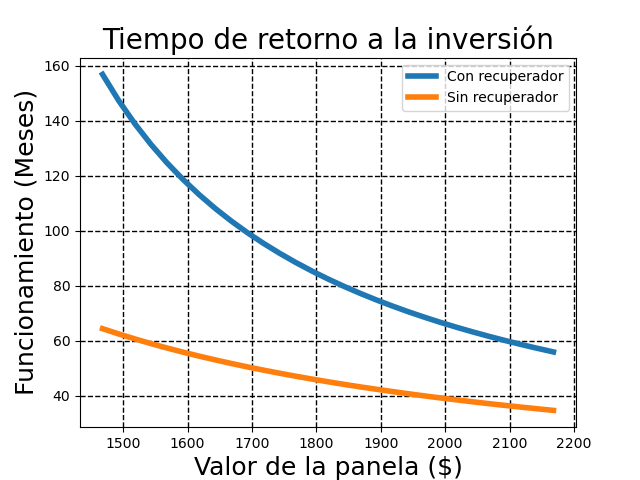 Tiempo de retorno a la inversión
Con recuperador
Sin recuperador
Funcionamiento (Meses)
160
140
120
100
80
60
40
1500 1600 1700 1800 1900 2000 2100 2200
Valor de la panela ($)